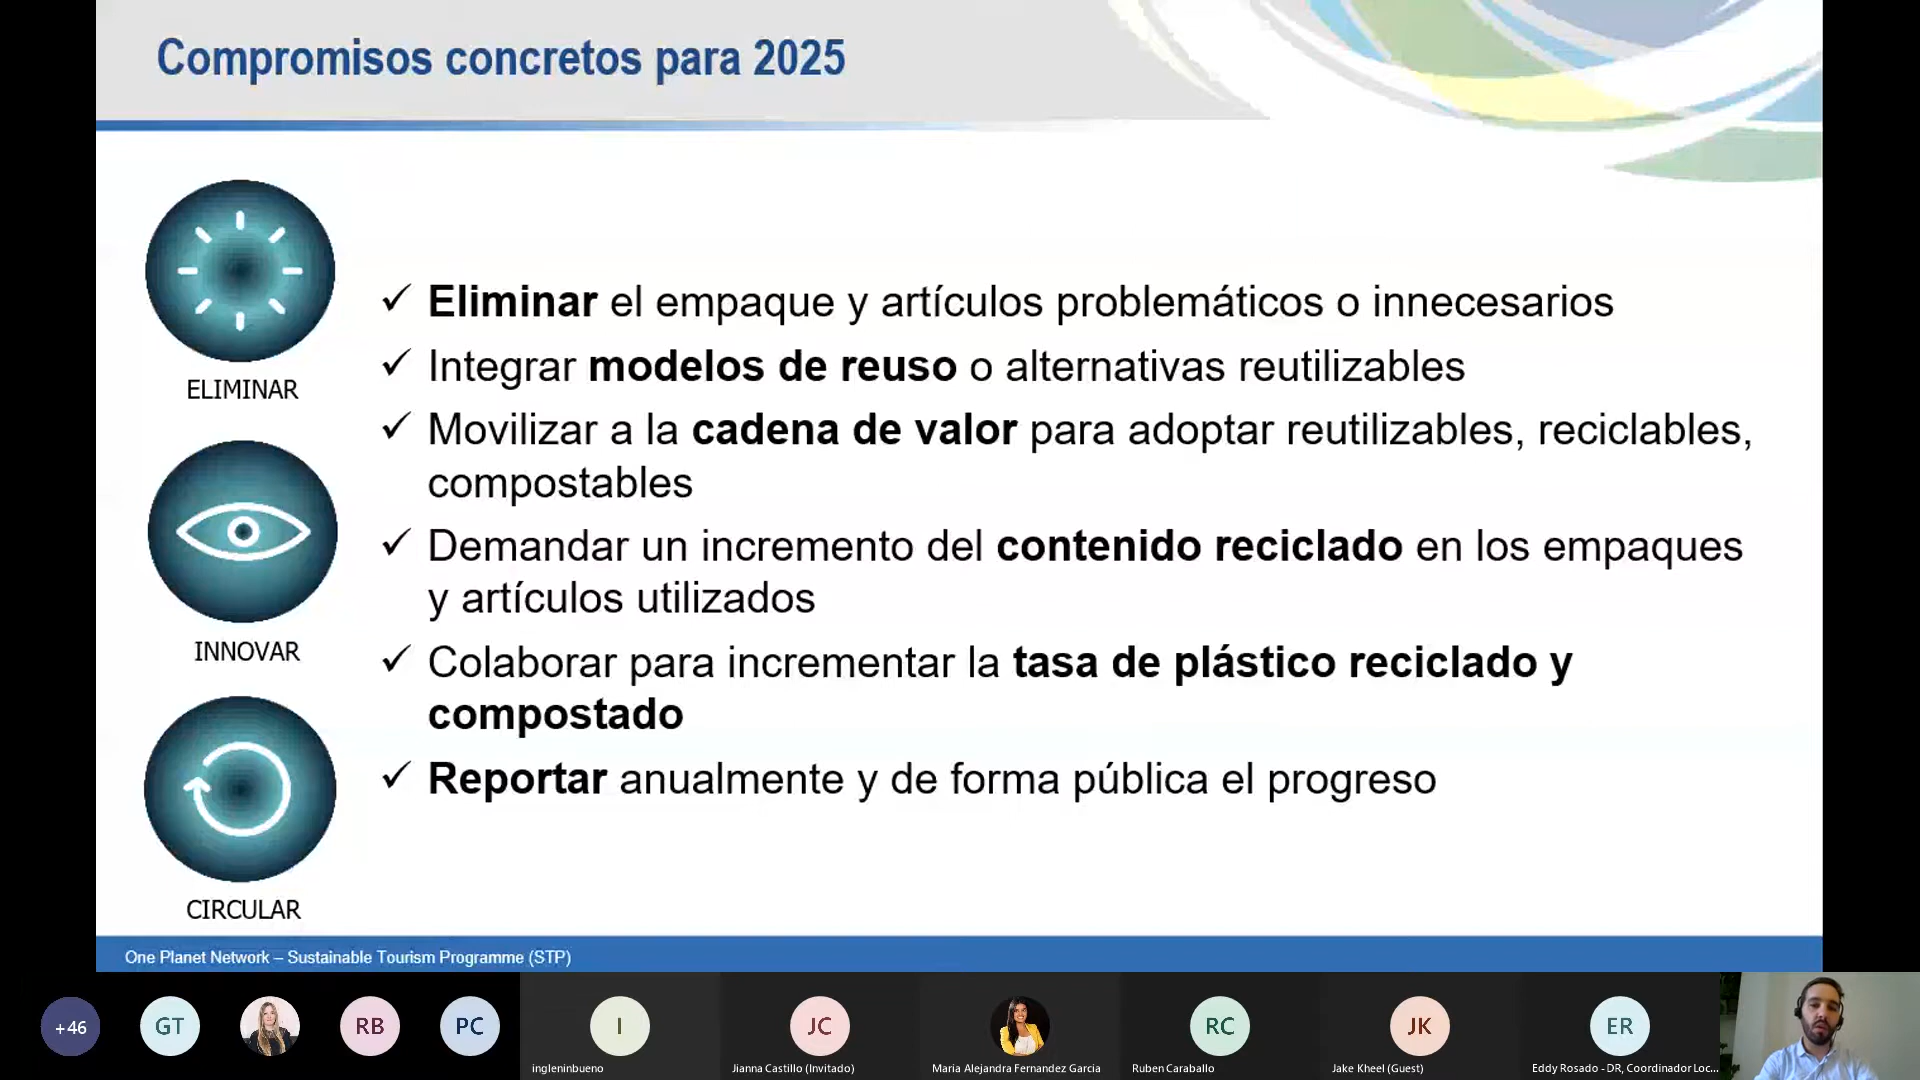 Compromisos concretos para 2025
ELIMINAR
INNOVAR
CIRCULAR
✓ Eliminar el empaque y artículos problemáticos o innecesarios
✓ Integrar modelos de reuso o alternativas reutilizables
✓ Movilizar a la cadena de valor para adoptar reutilizables, reciclables,
compostables
✓ Demandar un incremento del contenido reciclado en los empaques
y artículos utilizados
✓ Colaborar para incrementar la tasa de plástico reciclado y
compostado
✓ Reportar anualmente y de forma pública el progreso
One Planet Network – Sustainable Tourism Programme (STP)
+46
GT
RB
PC
I
JC
RC
JK
ER
ingleninbueno
Jianna Castillo (Invitado)
Maria Alejandra Fernandez Garcia
Ruben Caraballo
Jake Kheel (Guest)
Eddy Rosado - DR, Coordinador Loc...